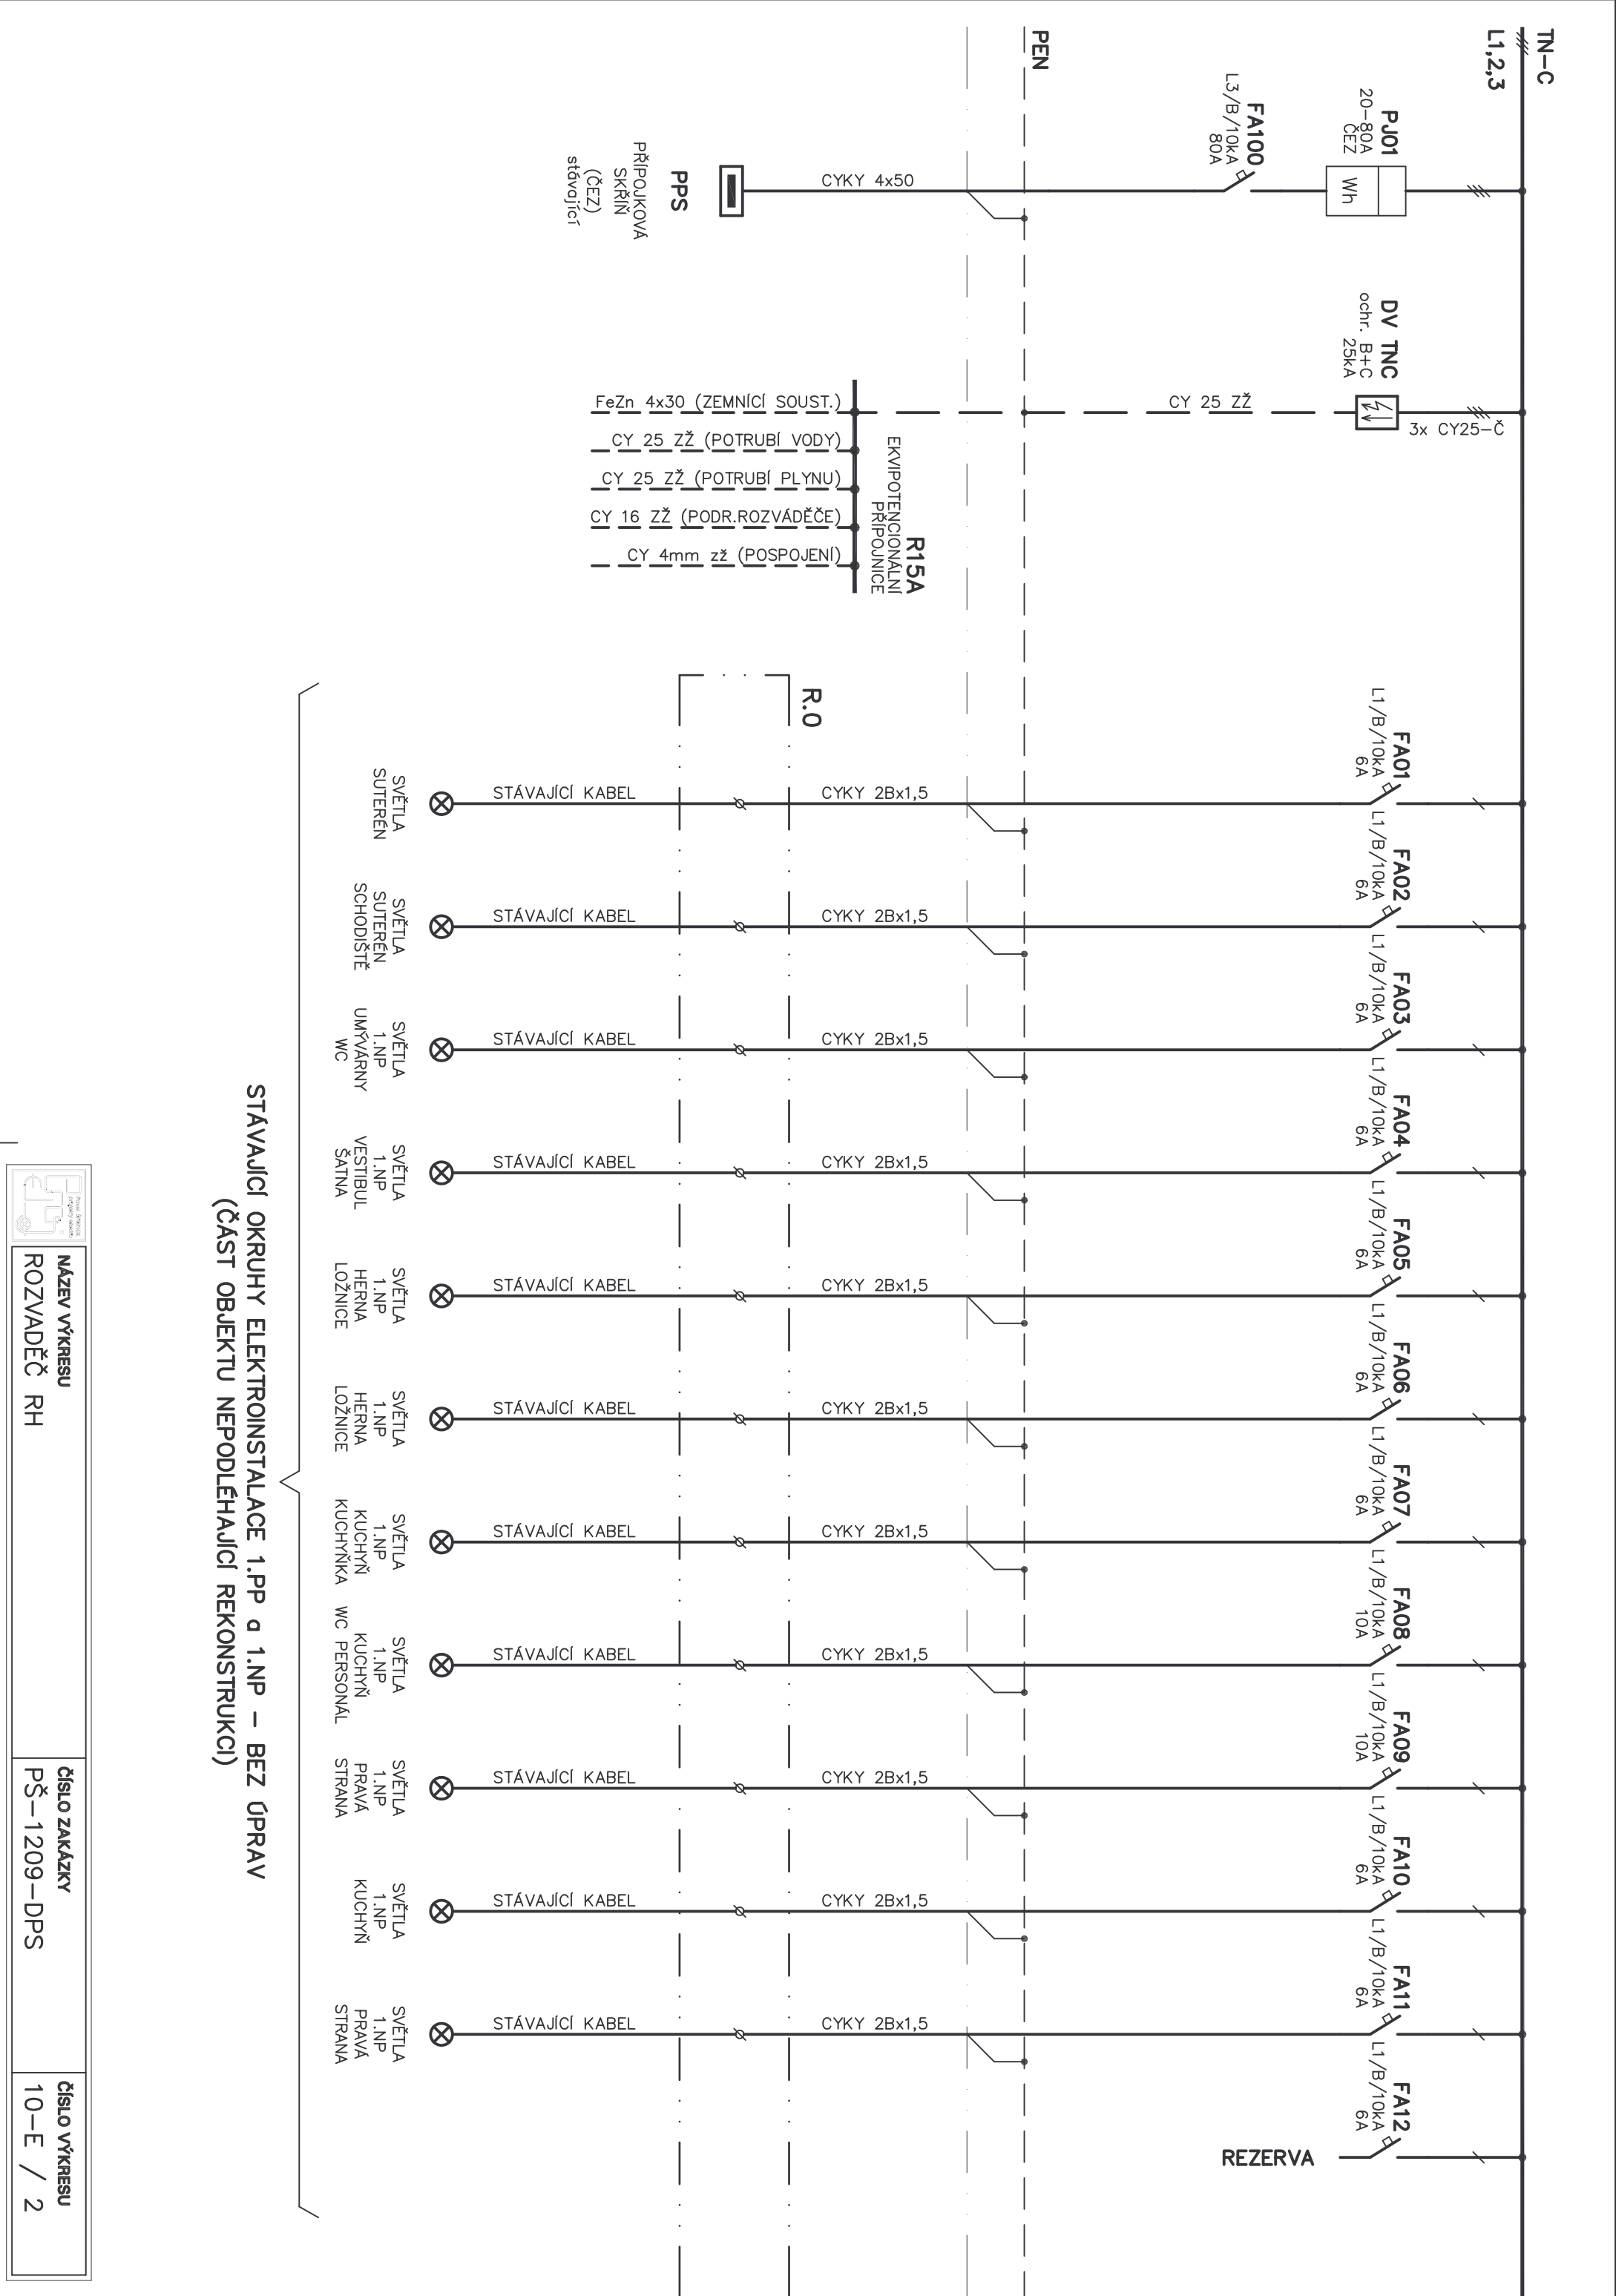 TN-C
L1,2,3
PEN
PJ01
20-80A
ČEZ
Wh
FA100
L3/B/10kA
80A
CYKY 4x50
PPS
PŘÍPOJKOVÁ
SKŘÍŇ
(ČEZ)
stávající
DV TNC
ochr. B+C
25kA
3x CY25-Č
CY 25 ZŽ
R15A
EKVIPOTENCIONÁLNÍ
PŘÍPOJNICE
FeZn 4x30 (ZEMNÍCÍ SOUST.)
CY 25 ZŽ (POTRUBÍ VODY)
CY 25 ZŽ (POTRUBÍ PLYNU)
CY 16 ZŽ (PODR.ROZVÁDĚČE)
CY 4mm zž (POSPOJENÍ)
R.0
FA01
L1/B/10kA
6A
CYKY 2Bx1,5
STÁVAJÍCÍ KABEL
SVĚTLA
SUTERÉN
FA02
L1/B/10kA
6A
CYKY 2Bx1,5
STÁVAJÍCÍ KABEL
SVĚTLA
SUTERÉN
SCHODIŠTĚ
FA03
L1/B/10kA
6A
CYKY 2Bx1,5
STÁVAJÍCÍ KABEL
SVĚTLA
1.NP
UMÝVÁRNY
WC
FA04
L1/B/10kA
6A
CYKY 2Bx1,5
STÁVAJÍCÍ KABEL
SVĚTLA
1.NP
VESTIBUL
ŠATNA
FA05
L1/B/10kA
6A
CYKY 2Bx1,5
STÁVAJÍCÍ KABEL
SVĚTLA
1.NP
HERNA
LOŽNICE
FA06
L1/B/10kA
6A
CYKY 2Bx1,5
STÁVAJÍCÍ KABEL
SVĚTLA
1.NP
HERNA
LOŽNICE
FA07
L1/B/10kA
6A
CYKY 2Bx1,5
STÁVAJÍCÍ KABEL
SVĚTLA
1.NP
KUCHYŇ
KUCHYŇKA
FA08
L1/B/10kA
10A
CYKY 2Bx1,5
STÁVAJÍCÍ KABEL
SVĚTLA
1.NP
KUCHYŇ
WC PERSONÁL
FA09
L1/B/10kA
10A
CYKY 2Bx1,5
STÁVAJÍCÍ KABEL
SVĚTLA
1.NP
PRAVÁ
STRANA
FA10
L1/B/10kA
6A
CYKY 2Bx1,5
STÁVAJÍCÍ KABEL
SVĚTLA
1.NP
KUCHYŇ
FA11
L1/B/10kA
6A
CYKY 2Bx1,5
STÁVAJÍCÍ KABEL
SVĚTLA
1.NP
PRAVÁ
STRANA
FA12
L1/B/10kA
6A
REZERVA
STÁVAJÍCÍ OKRUHY ELEKTROINSTALACE 1.PP a 1.NP – BEZ ÚPRAV
(ČÁST OBJEKTU NEPODLÉHAJÍCÍ REKONSTRUKCI)
NÁZEV VÝKRESU
ROZVADĚČ RH
ČÍSLO ZAKÁZKY
PŠ-1209-DPS
ČÍSLO VÝKRESU
10-E / 2